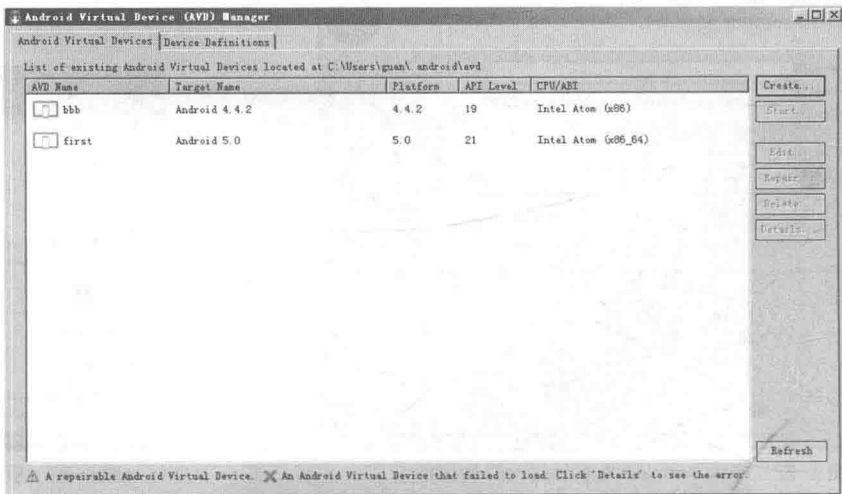 Android Virtual Device (AVD) Manager
Android Virtual Devices Device Definitions
List of existing Android Virtual Devices located at C:\Users\guan\.android\avd
AVD Name Target Name Platform API Level CPU/ABI
bbb Android 4.4.2 4.4.2 19 Intel Atom (x86)
first Android 5.0 5.0 21 Intel Atom (x86_64)
Create...
Start...
Edit...
Repair...
Delete...
Details...
Refresh
A repairable Android Virtual Device. An Android Virtual Device that failed to load. Click 'Details' to see the error.